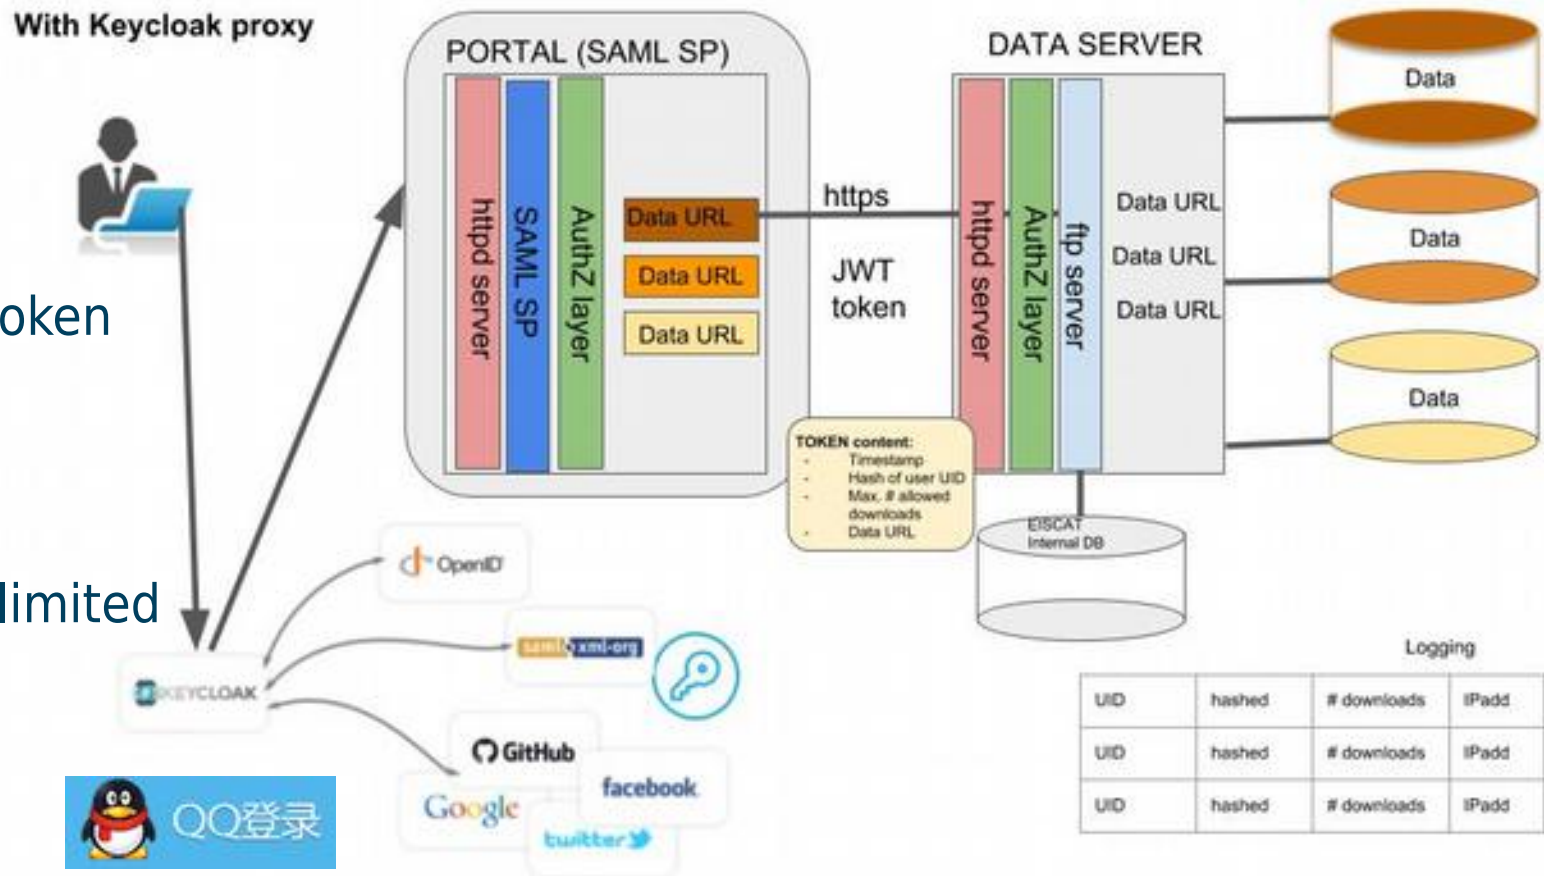 With Keycloak proxy
PORTAL (SAML SP)
httpd server
SAML SP
AuthZ layer
Data URL
Data URL
Data URL
https
JWT
token
DATA SERVER
httpd server
AuthZ layer
ftp server
Data URL
Data URL
Data URL
Data
Data
Data
oken
limited
TOKEN content:
- Timestamp
- Hash of user UID
- Max. # allowed
downloads
- Data URL
EISCAT
Internal DB
OpenID
saml xml-org
KEYCLOAK
GitHub
Google
facebook
twitter
QQ登录
Logging
UID hashed # downloads IPadd
UID hashed # downloads IPadd
UID hashed # downloads IPadd